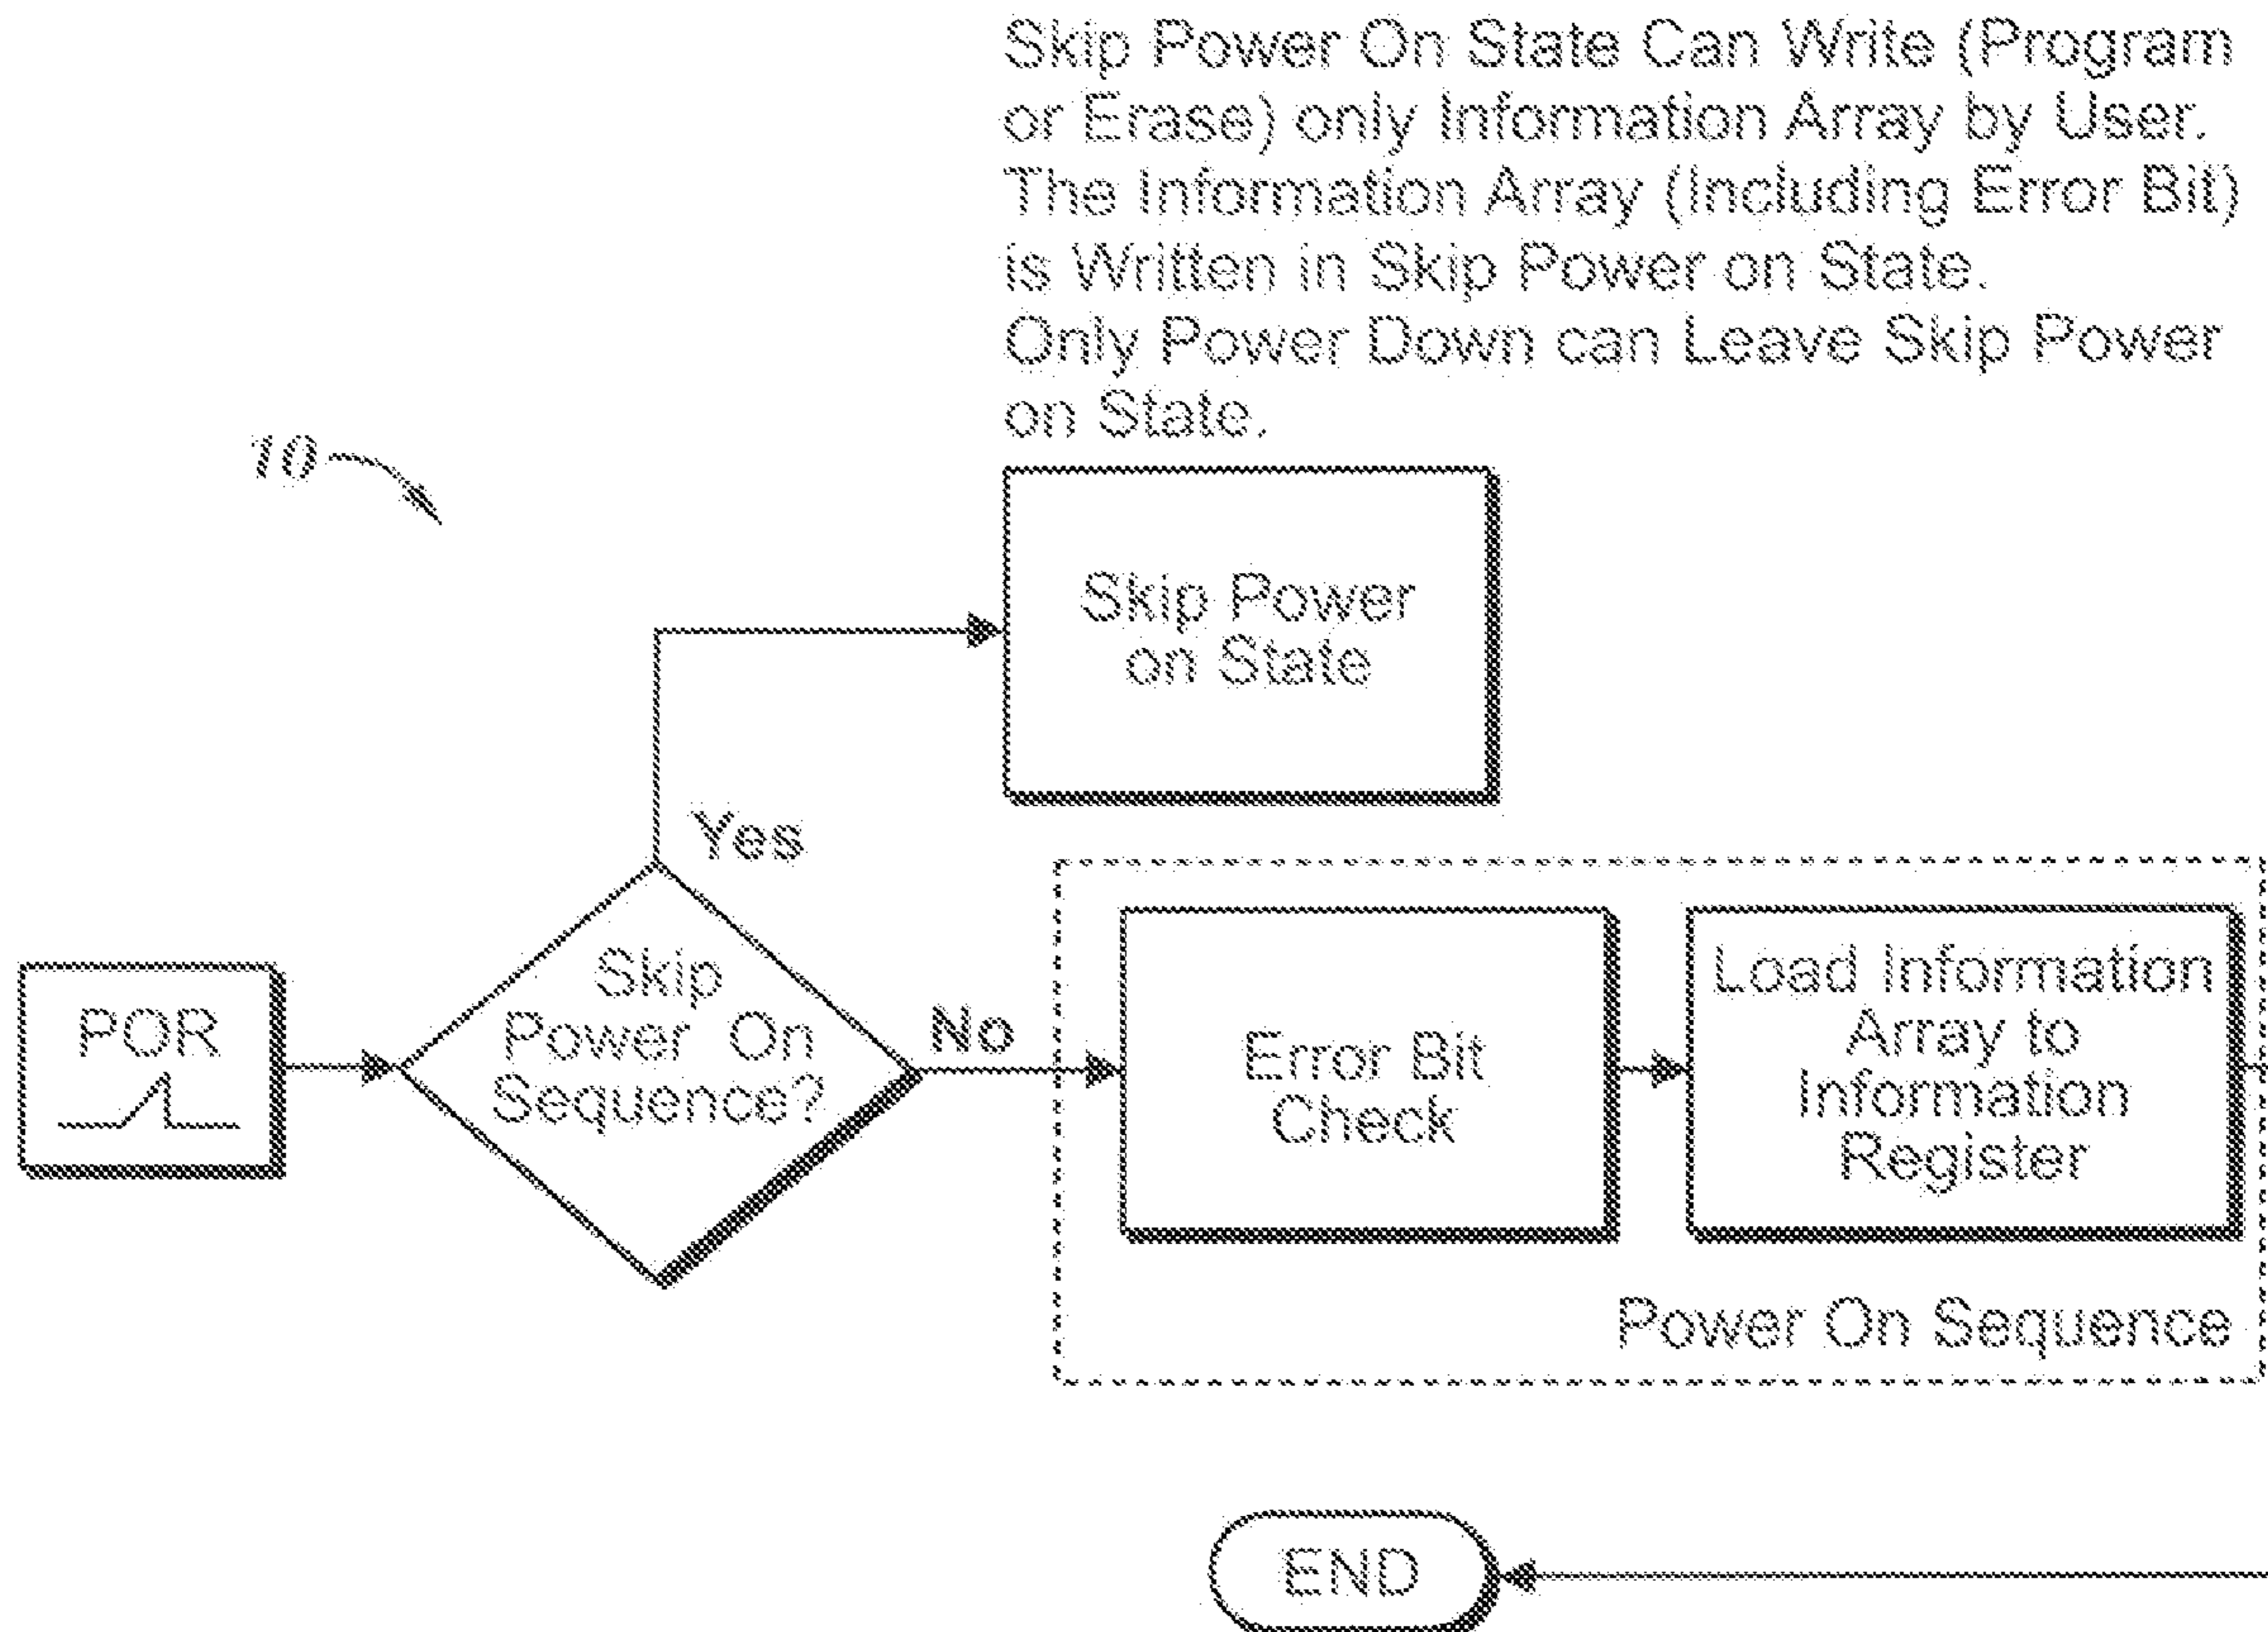 Skip Power On State Can Write (Program
or Erase) only Information Array by User.
The Information Array (Including Error Bit)
is Written in Skip Power on State.
Only Power Down can Leave Skip Power
on State.
10
Skip Power
on State
Yes
POR
Skip
Power On
Sequence?
No
Error Bit
Check
Load Information
Array to
Information
Register
Power On Sequence
END